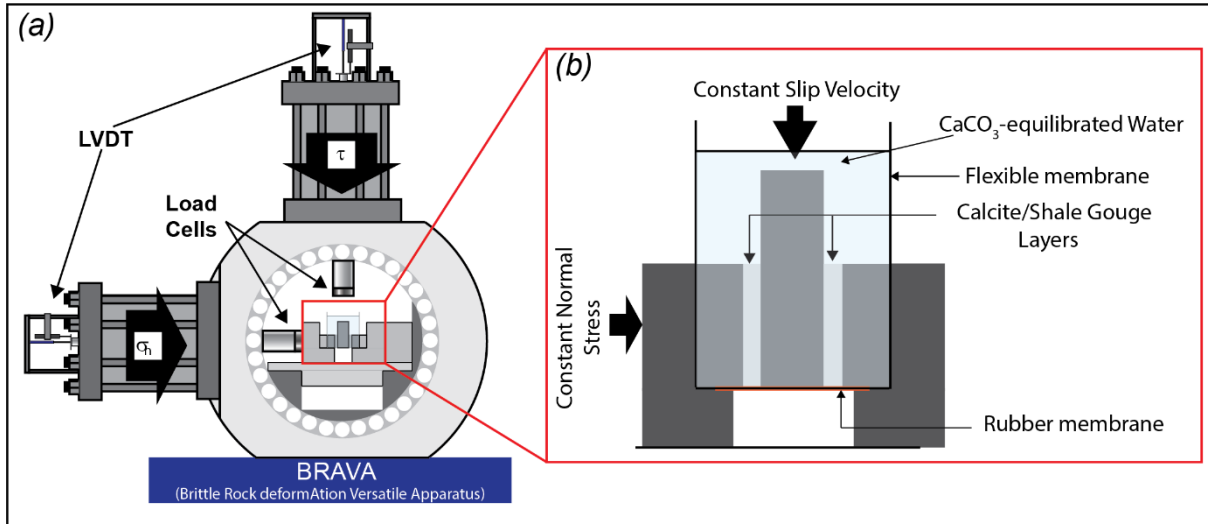 (a)
LVDT
τ
Load
Cells
σh
BRAVA
(Brittle Rock deformAtion Versatile Apparatus)
(b)
Constant Slip Velocity
CaCO3-equilibrated Water
Flexible membrane
Calcite/Shale Gouge
Layers
Constant Normal
Stress
Rubber membrane